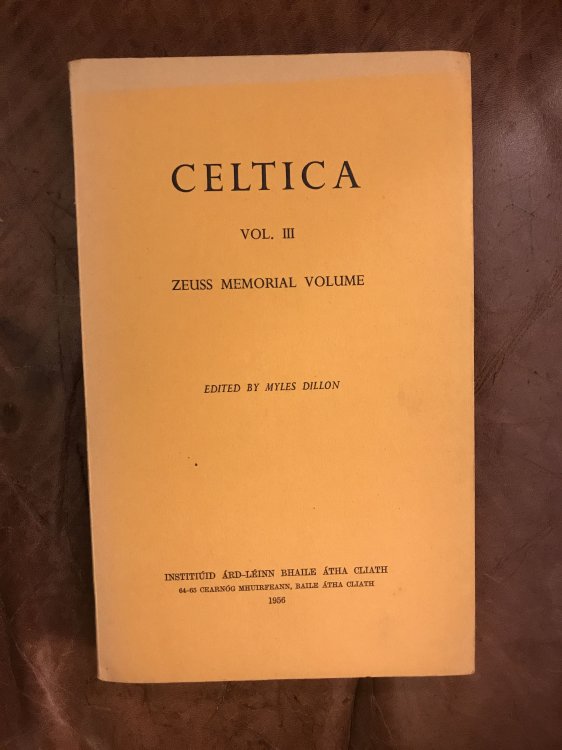 CELTICA
VOL. III
ZEUSS MEMORIAL VOLUME
EDITED BY MYLES DILLON
INSTITIÚID ÁRD-LÉINN BHAILE ÁTHA CLIATH
64-65 CEARNÓG MHUIRFEANN, BAILE ÁTHA CLIATH
1956